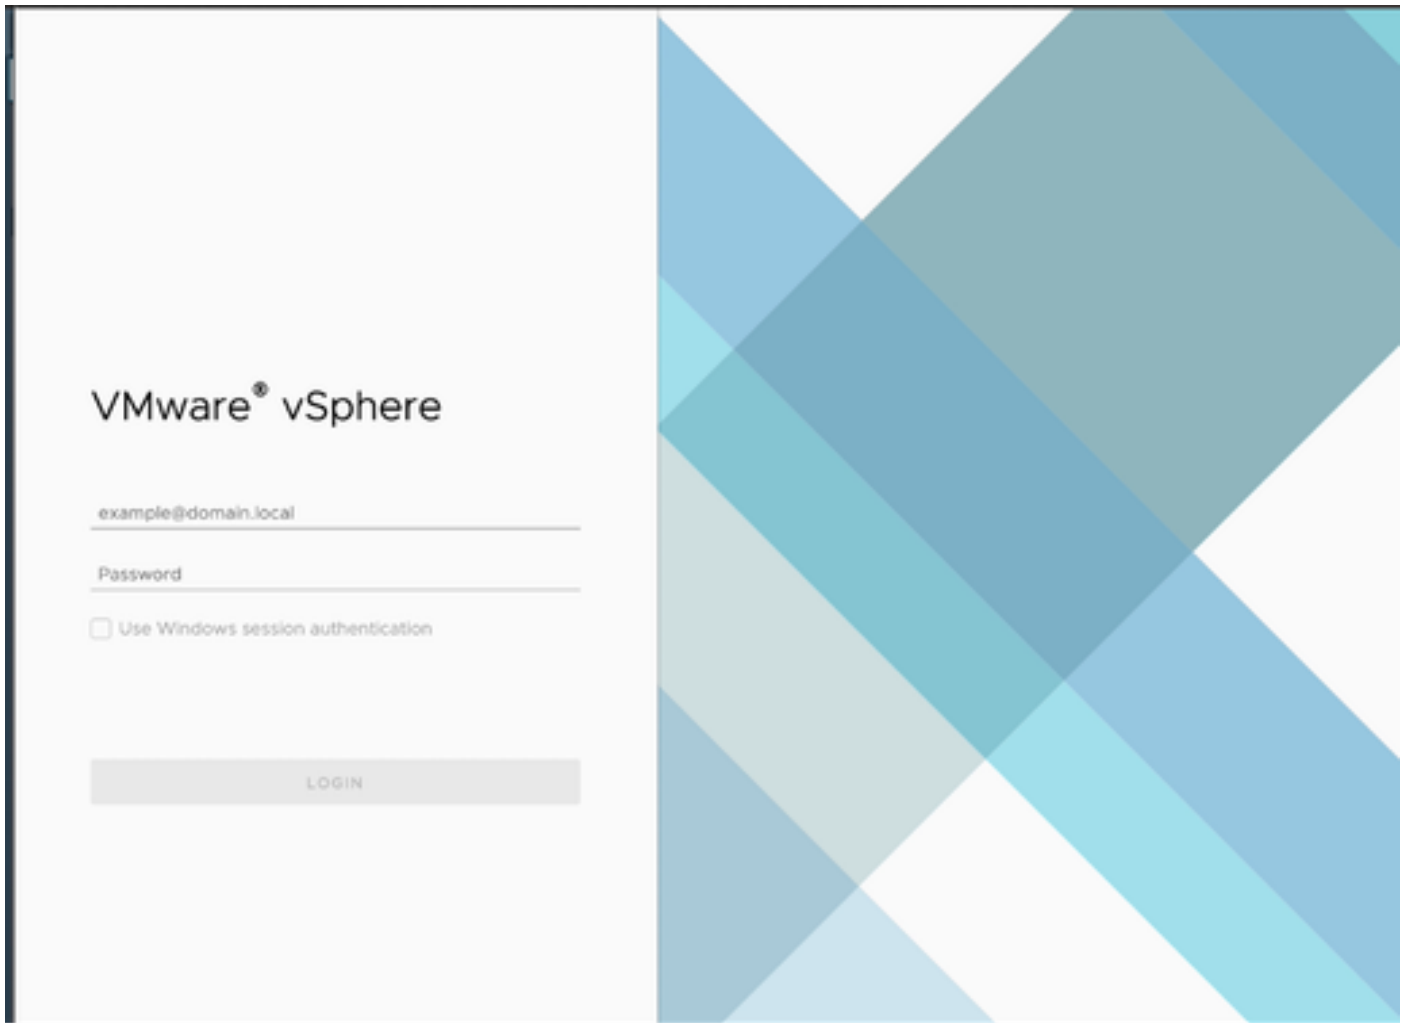 VMware® vSphere
example@domain.local
Password
Use Windows session authentication
LOGIN